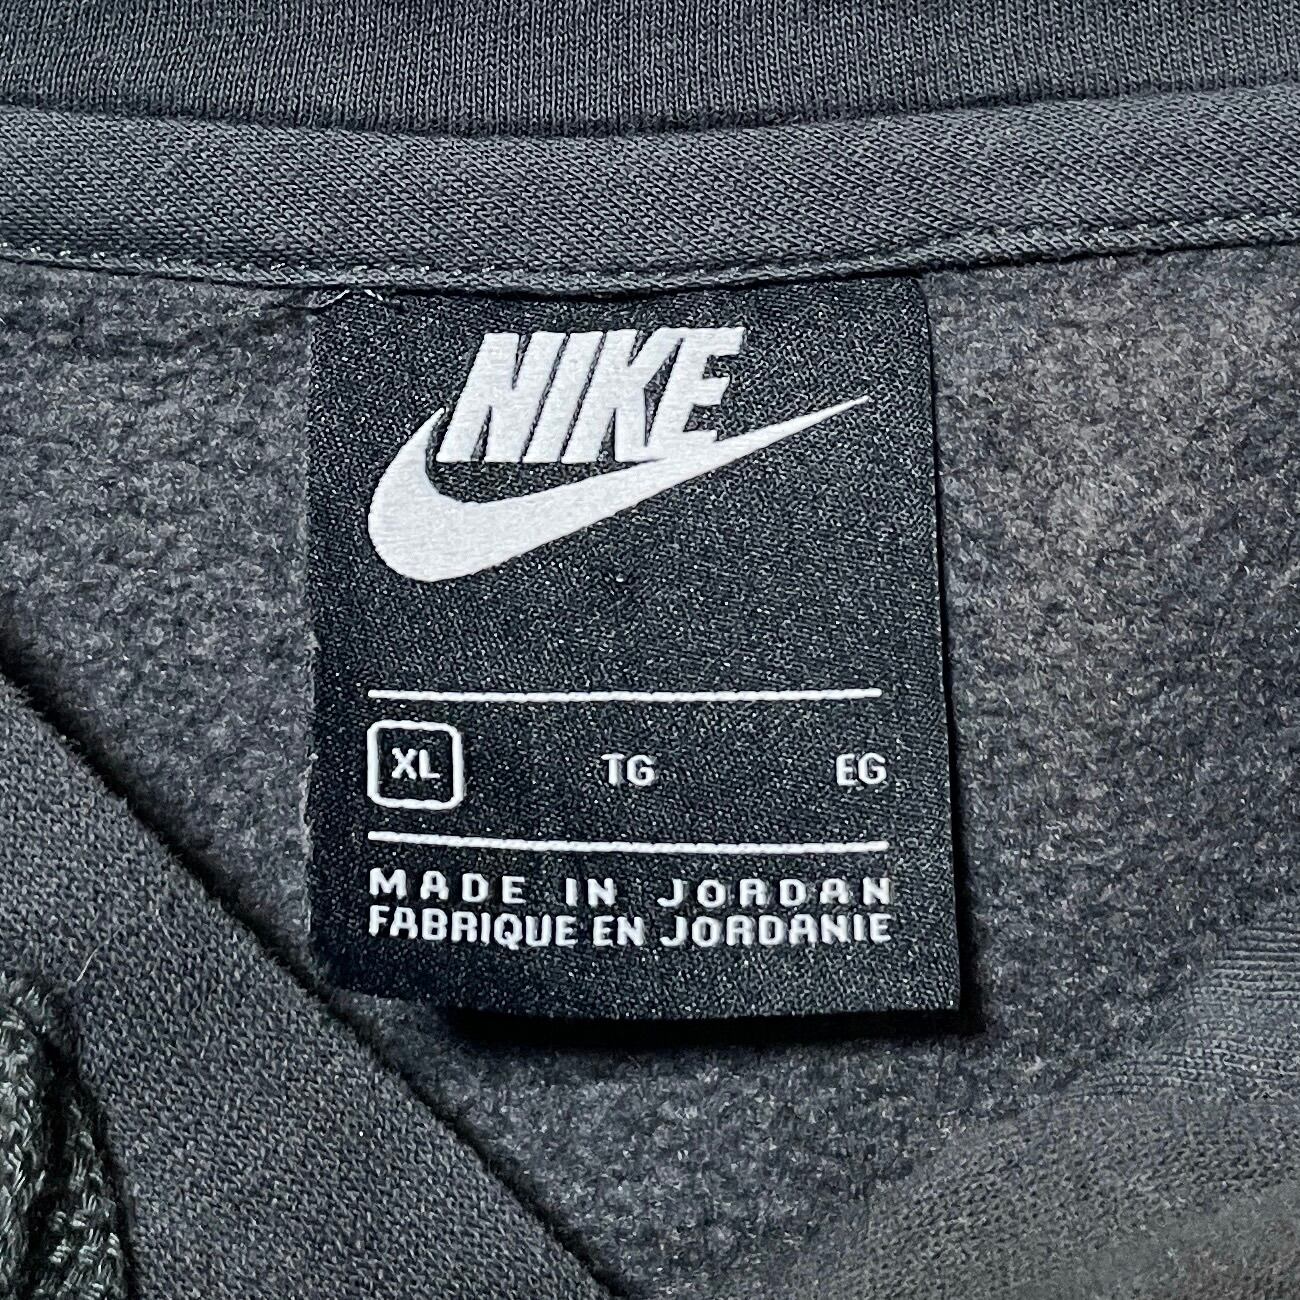 NIKE
XL TG EG
MADE IN JORDAN
FABRIQUE EN JORDANIE